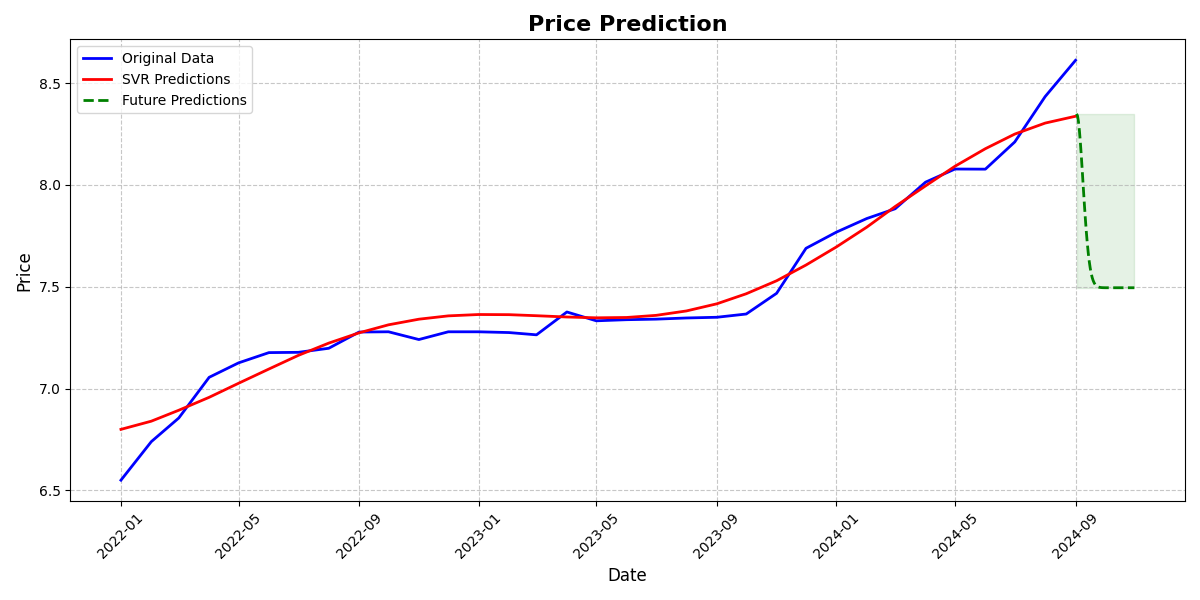 Price Prediction
Original Data
SVR Predictions
Future Predictions
Price
8.5
8.0
7.5
7.0
6.5
2022-01
2022-05
2022-09
2023-01
2023-05
2023-09
2024-01
2024-05
2024-09
Date